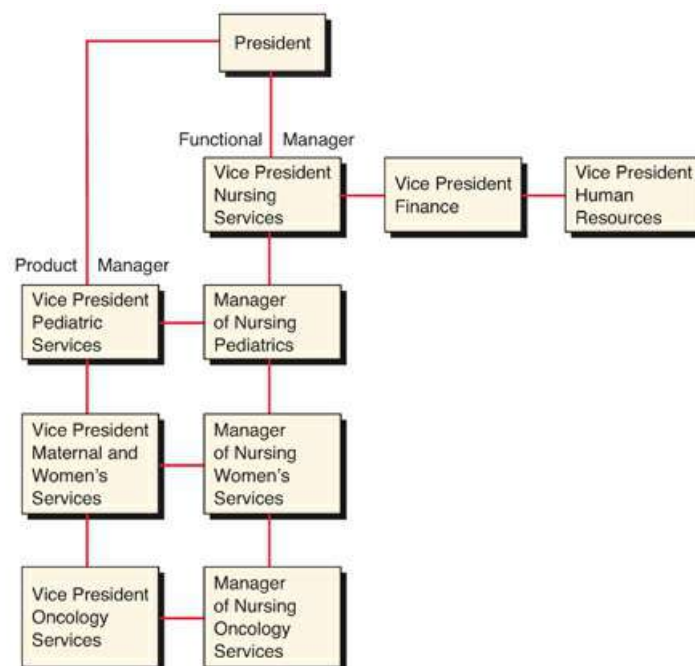 President
Functional Manager
Vice President
Nursing
Services
Vice President
Finance
Vice President
Human
Resources
Product Manager
Vice President
Pediatric
Services
Manager
of Nursing
Pediatrics
Vice President
Maternal and
Women's
Services
Manager
of Nursing
Women's
Services
Vice President
Oncology
Services
Manager
of Nursing
Oncology
Services